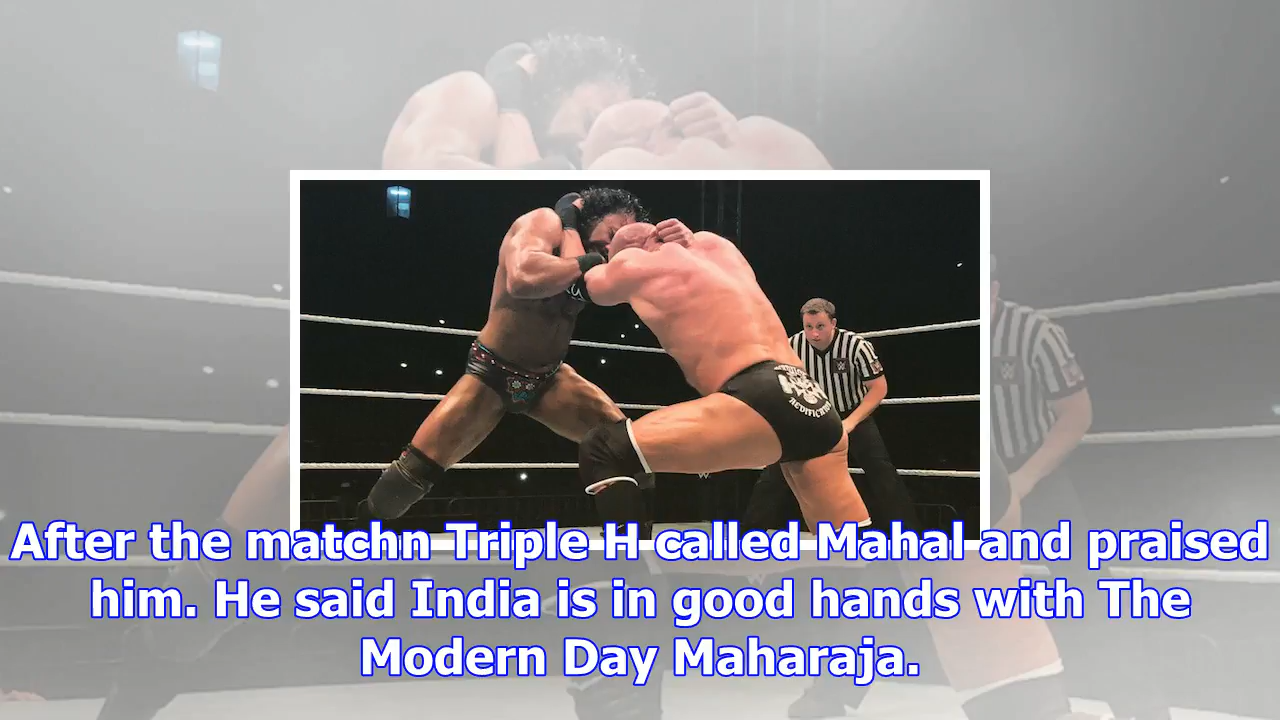 After the matchn Triple H called Mahal and praised
him. He said India is in good hands with The
Modern Day Maharaja.